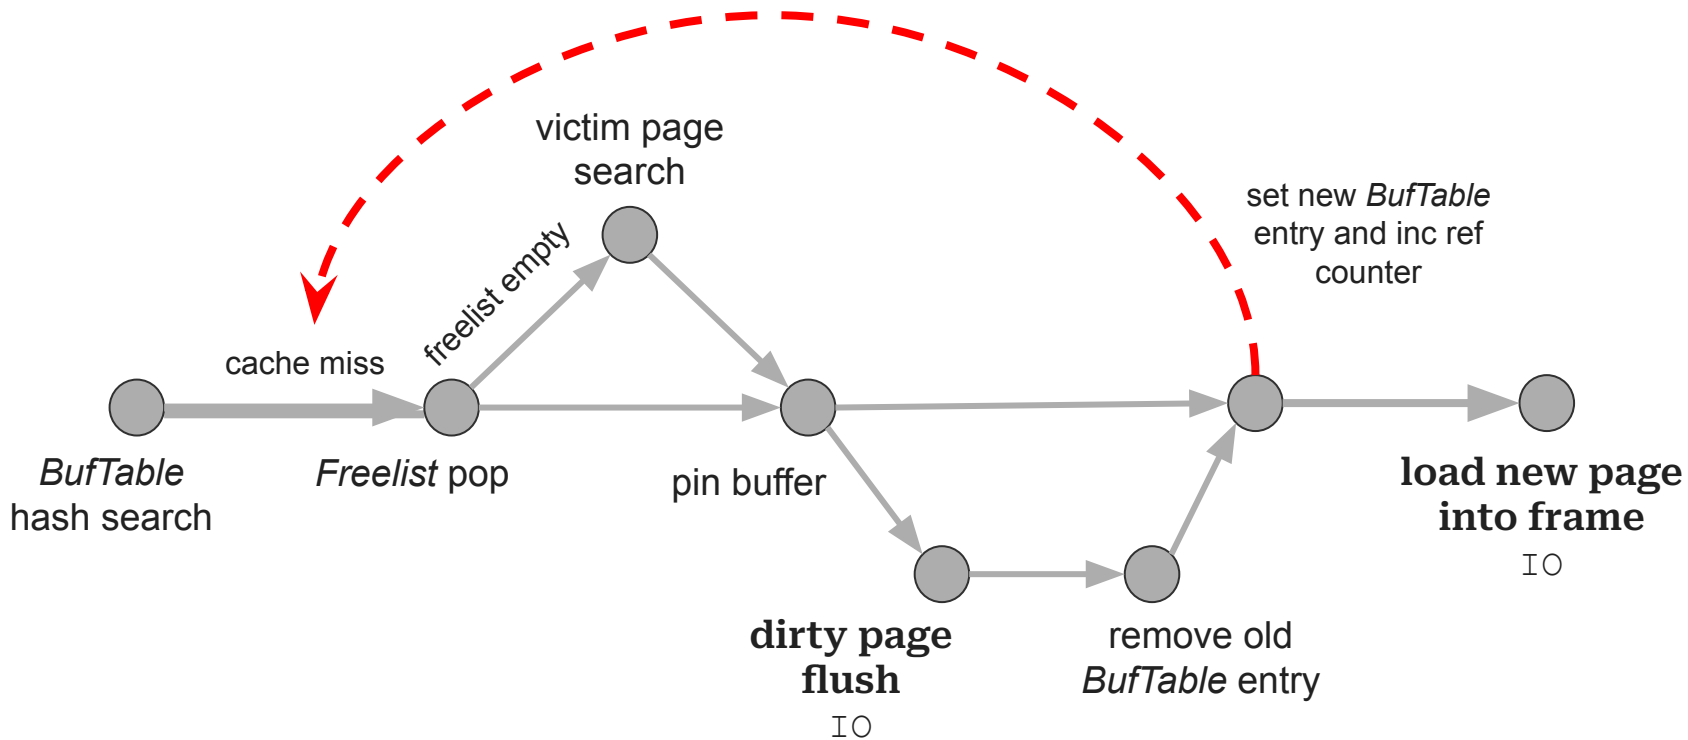 victim page
search
freelist empty
set new BufTable
entry and inc ref
counter
cache miss
BufTable
hash search
Freelist pop
pin buffer
load new page
into frame
IO
dirty page
flush
IO
remove old
BufTable entry